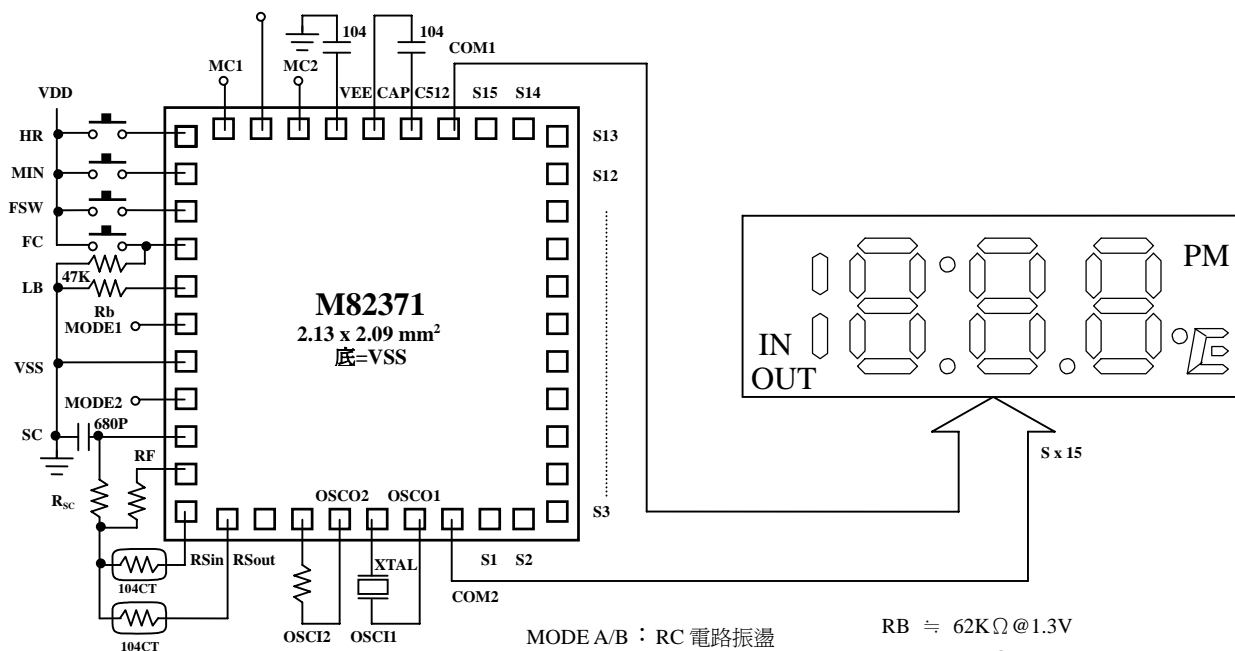 104
104
COM1
MC1
MC2
VDD
VEE CAP C512
S15
S14
HR
S13
MIN
S12
FSW
FC
47K
LB
Rb
MODE1
M82371
2.13 x 2.09 mm²
底=VSS
VSS
MODE2
SC
680P
RF
RSC
OSCO2
OSCO1
S3
RSin
RSout
XTAL
S1
S2
104CT
COM2
OSCI2
OSCI1
104CT
PM
IN
OUT
S x 15
MODE A/B：RC 電路振盪
RB ≒ 62KΩ@1.3V